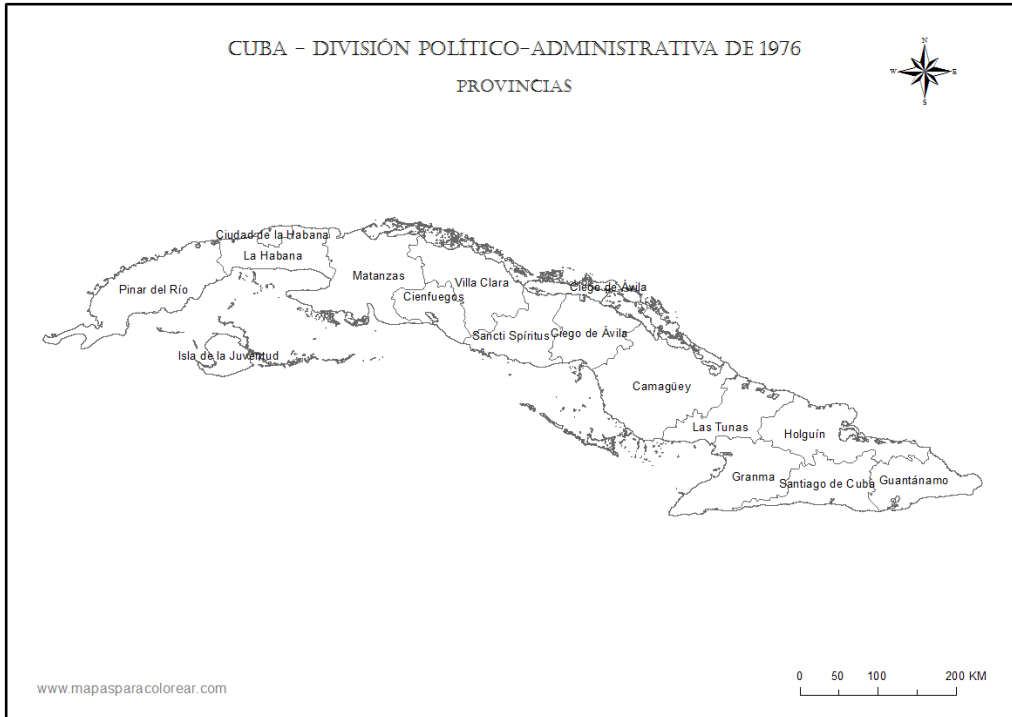 CUBA - DIVISIÓN POLÍTICO-ADMINISTRATIVA DE 1976
PROVINCIAS
N
W
E
S
Ciudad de la Habana
La Habana
Pinar del Río
Matanzas
Villa Clara
Cienfuegos
Ciego de Ávila
Sancti Spíritus
Ciego de Ávila
Isla de la Juventud
Camagüey
Las Tunas
Holguín
Granma
Santiago de Cuba
Guantánamo
www.mapasparacolorear.com
0 50 100 200 KM